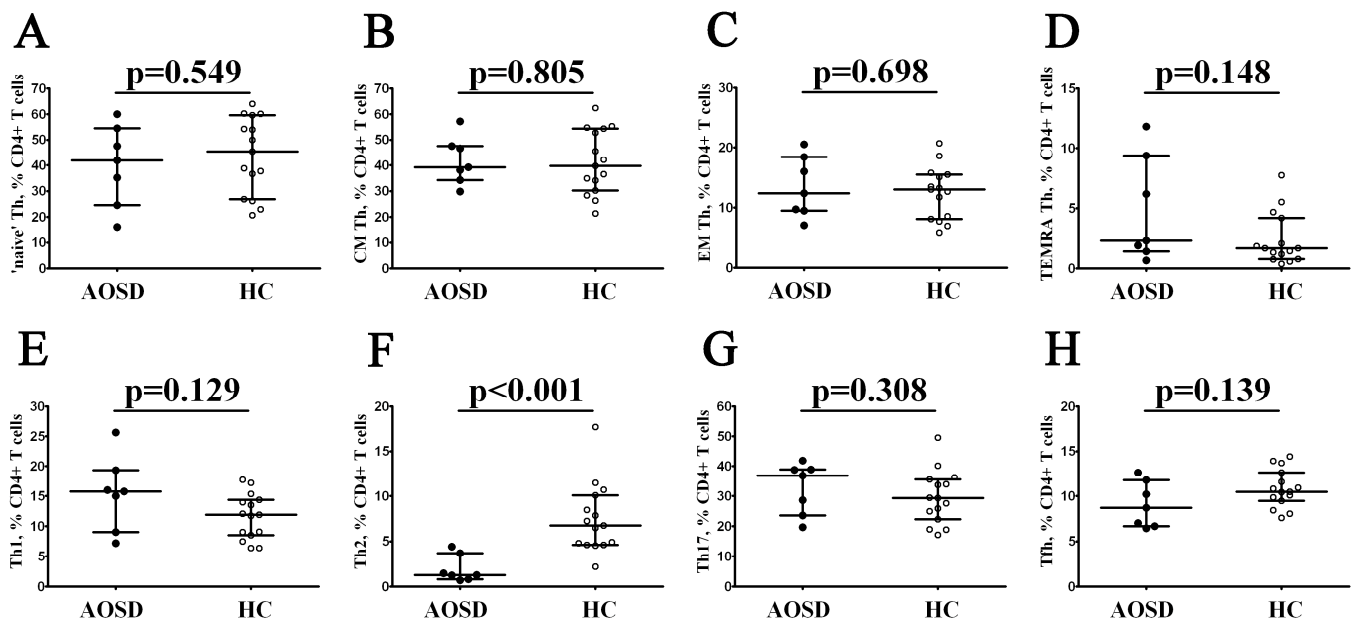 A B C D
p=0.549 p=0.805 p=0.698 p=0.148
'naive' Th, % CD4+ T cells
70
60
50
40
30
20
10
0
AOSD HC
CM Th, % CD4+ T cells
70
60
50
40
30
20
10
0
AOSD HC
EM Th, % CD4+ T cells
30
20
10
0
AOSD HC
TEMRA Th, % CD4+ T cells
15
10
5
0
AOSD HC
E F G H
p=0.129 p<0.001 p=0.308 p=0.139
Th1, % CD4+ T cells
30
25
20
15
10
5
0
AOSD HC
Th2, % CD4+ T cells
20
15
10
5
0
AOSD HC
Th17, % CD4+ T cells
60
50
40
30
20
10
0
AOSD HC
Tfh, % CD4+ T cells
20
15
10
5
0
AOSD HC